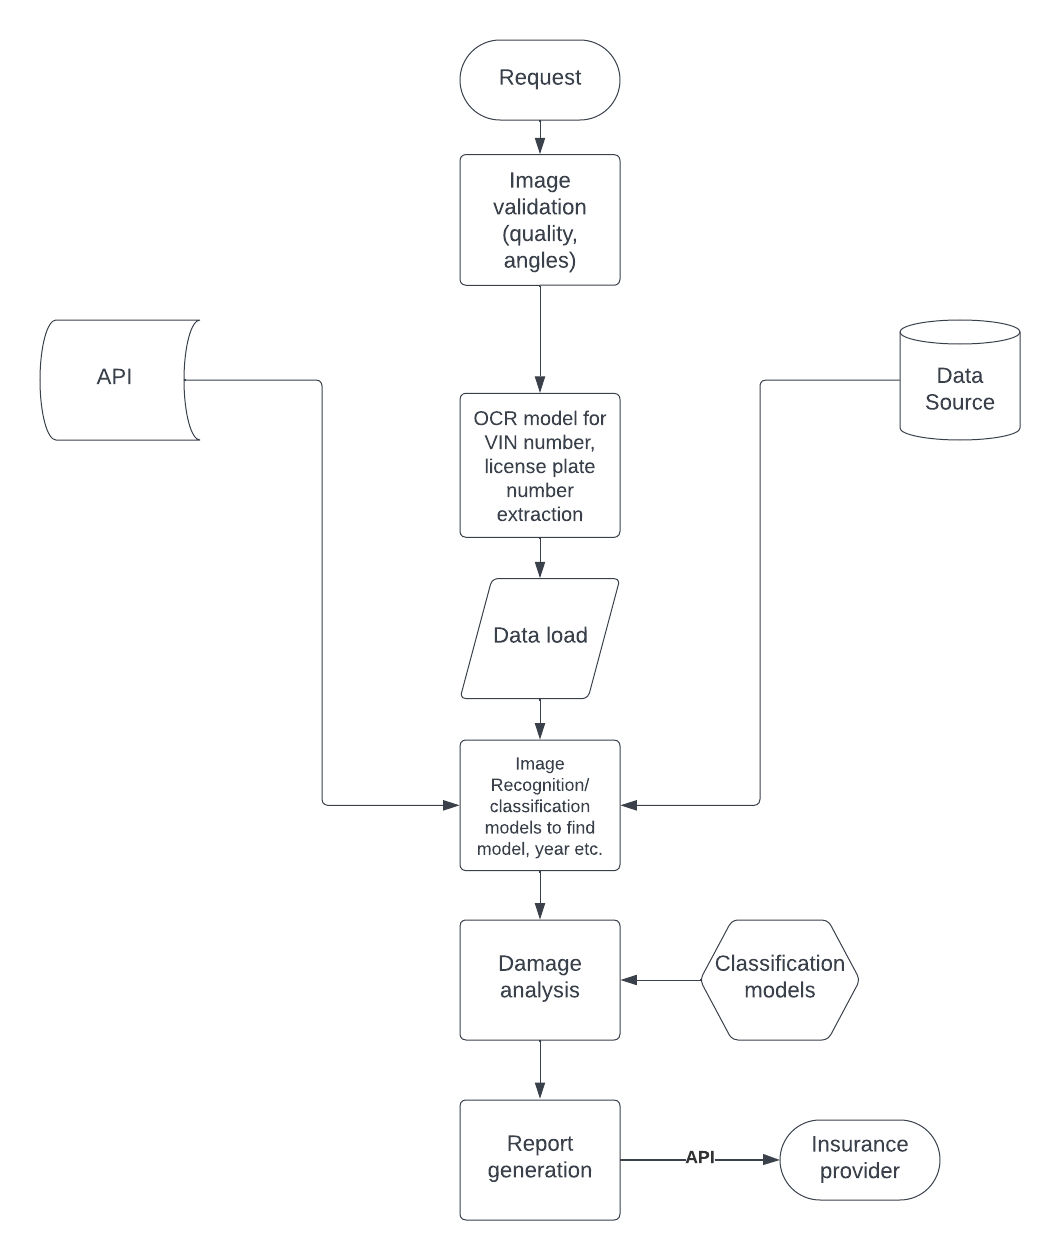 Request
Image
validation
(quality,
angles)
API
Data
Source
OCR model for
VIN number,
license plate
number
extraction
Data load
Image
Recognition/
classification
models to find
model, year etc.
Damage
analysis
Classification
models
Report
generation
API
Insurance
provider